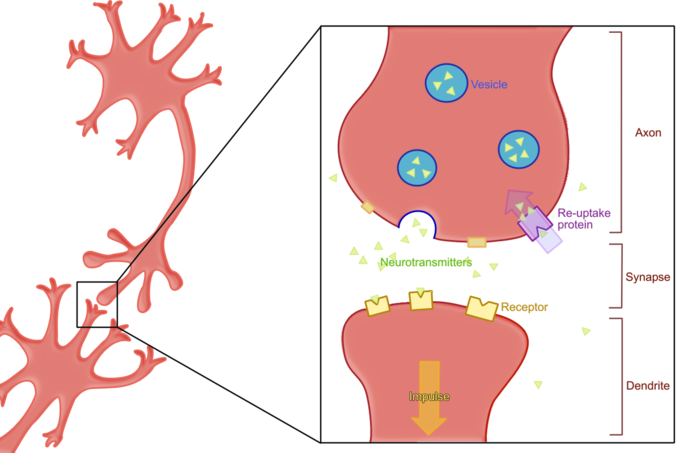 Vesicle
Axon
Re-uptake
protein
Neurotransmitters
Synapse
Receptor
Dendrite
Impulse